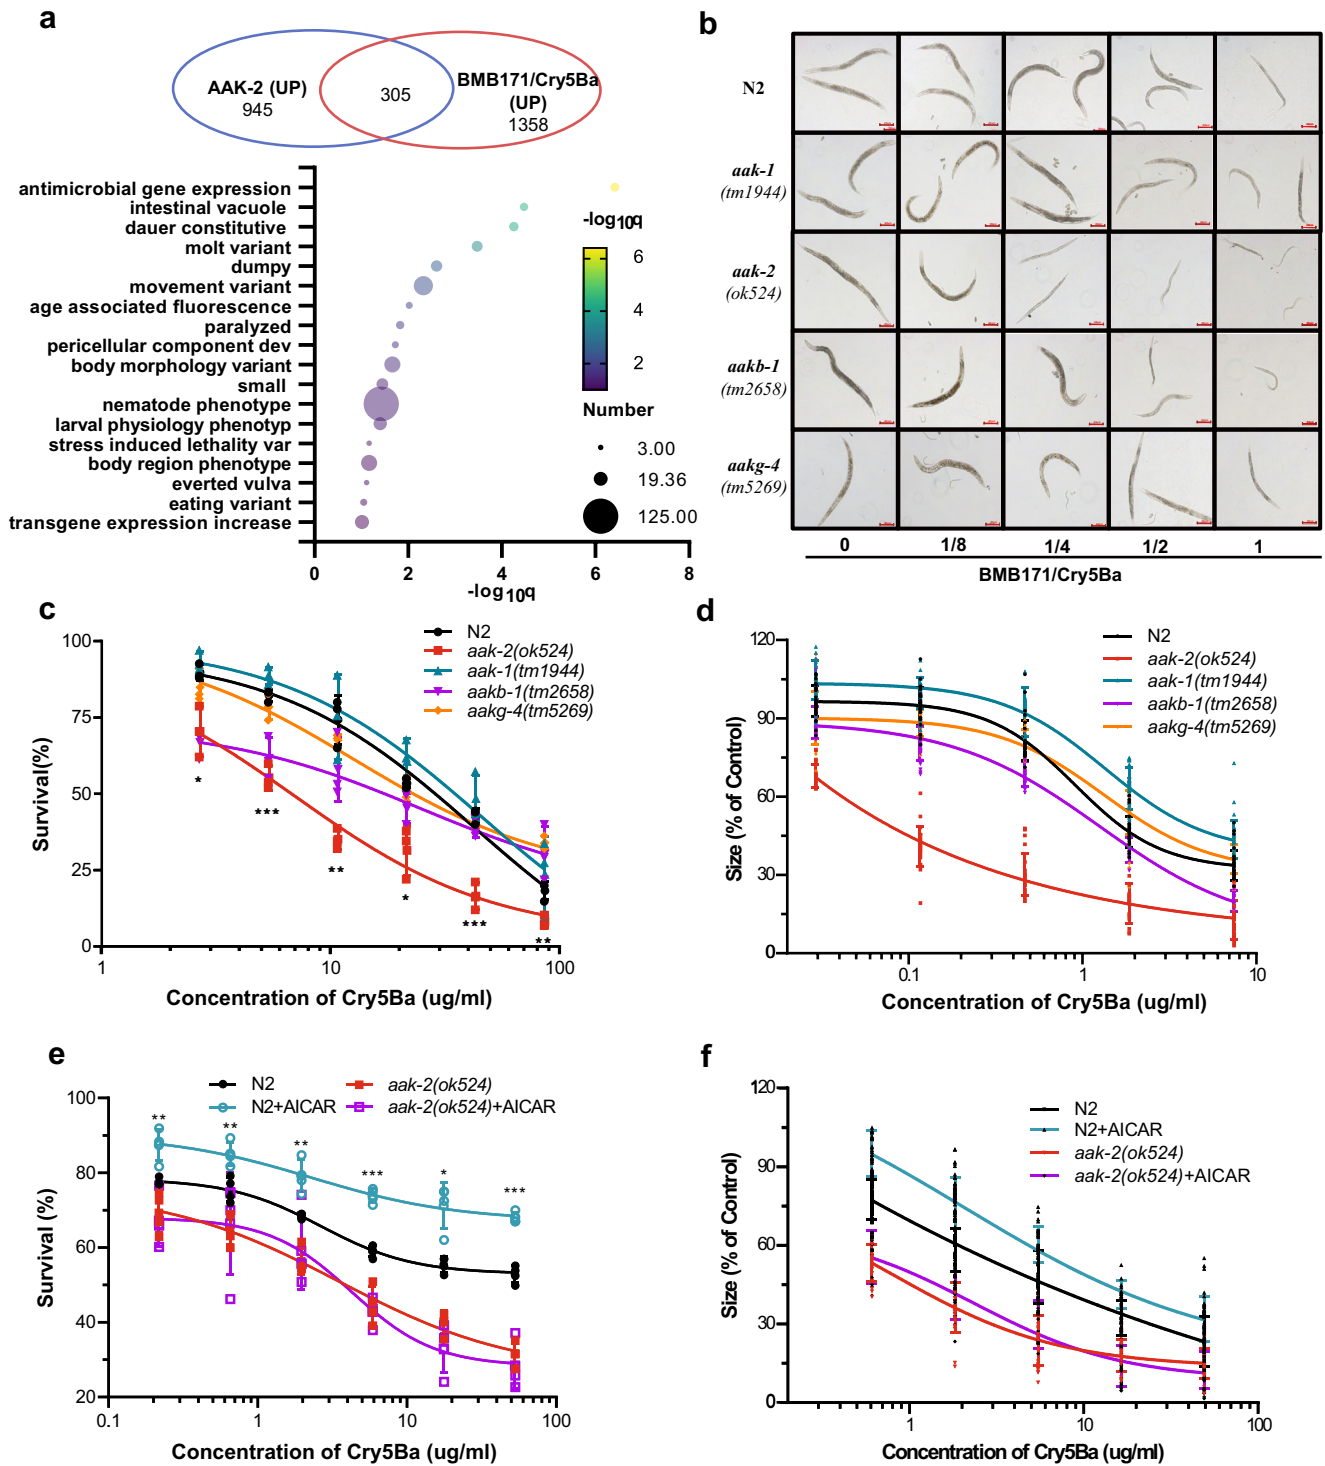 a
AAK-2 (UP)
945
305
BMB171/Cry5Ba
(UP)
1358
antimicrobial gene expression
intestinal vacuole
dauer constitutive
molt variant
dumpy
movement variant
age associated fluorescence
paralyzed
pericellular component dev
body morphology variant
small
nematode phenotype
larval physiology phenotyp
stress induced lethality var
body region phenotype
everted vulva
eating variant
transgene expression increase
-log10q
6
4
2
Number
3.00
19.36
125.00
0 2 4 6 8
-log10q
b
N2
aak-1
(tm1944)
aak-2
(ok524)
aakb-1
(tm2658)
aakg-4
(tm5269)
0 1/8 1/4 1/2 1
BMB171/Cry5Ba
c
N2
aak-2(ok524)
aak-1(tm1944)
aakb-1(tm2658)
aakg-4(tm5269)
100
75
50
25
0
Survival(%)
* *** ** * *** **
1 10 100
Concentration of Cry5Ba (ug/ml)
d
N2
aak-2(ok524)
aak-1(tm1944)
aakb-1(tm2658)
aakg-4(tm5269)
120
90
60
30
0
Size (% of Control)
0.1 1 10
Concentration of Cry5Ba (ug/ml)
e
N2
N2+AICAR
aak-2(ok524)
aak-2(ok524)+AICAR
** ** ** *** * ***
100
80
60
40
20
Survival (%)
0.1 1 10 100
Concentration of Cry5Ba (ug/ml)
f
N2
N2+AICAR
aak-2(ok524)
aak-2(ok524)+AICAR
120
90
60
30
0
Size (% of Control)
1 10 100
Concentration of Cry5Ba (ug/ml)